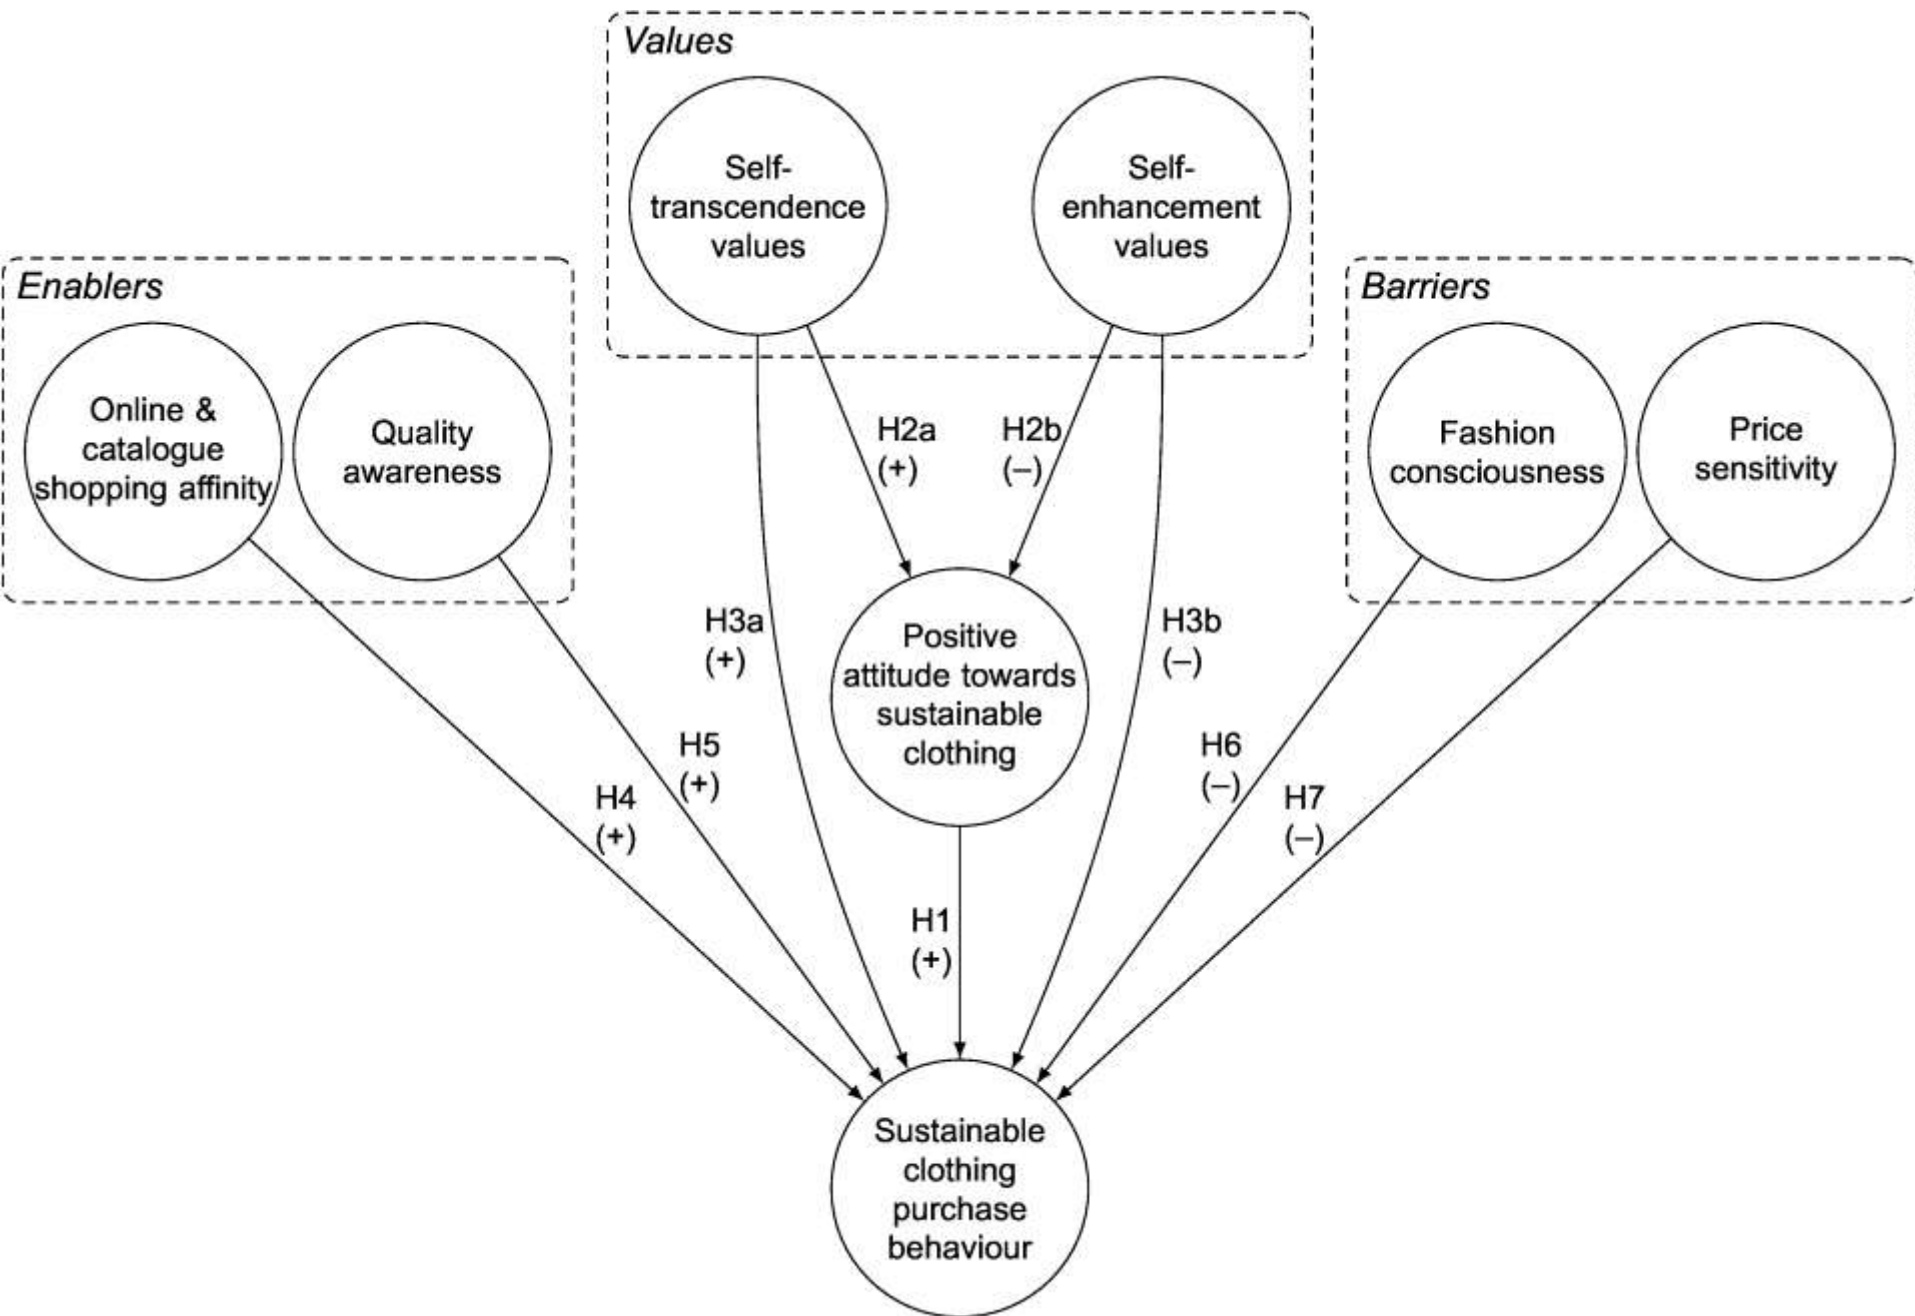 Values
Self-
transcendence
values
Self-
enhancement
values
Enablers
Online &
catalogue
shopping affinity
Quality
awareness
Barriers
Fashion
consciousness
Price
sensitivity
H2a
(+)
H2b
(–)
H3a
(+)
Positive
attitude towards
sustainable
clothing
H3b
(–)
H5
(+)
H4
(+)
H6
(–)
H7
(–)
H1
(+)
Sustainable
clothing
purchase
behaviour